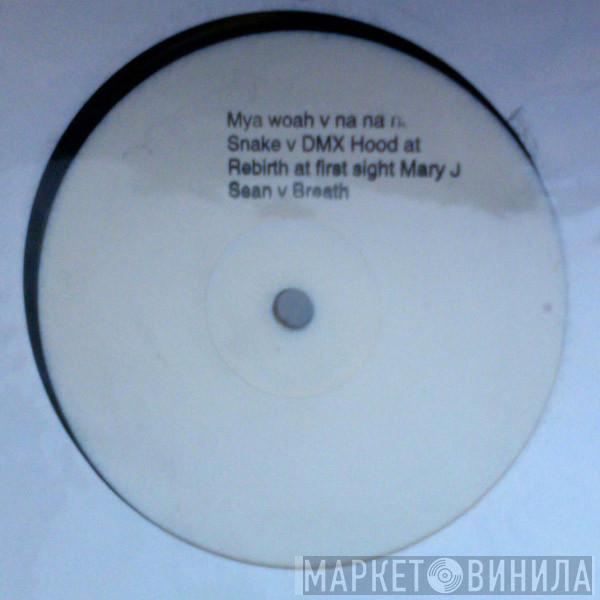 Mya woah v na na n.
Snake v DMX Hood at
Rebirth at first sight Mary J
Sean v Breath
МАРКЕТ ВИНИЛА